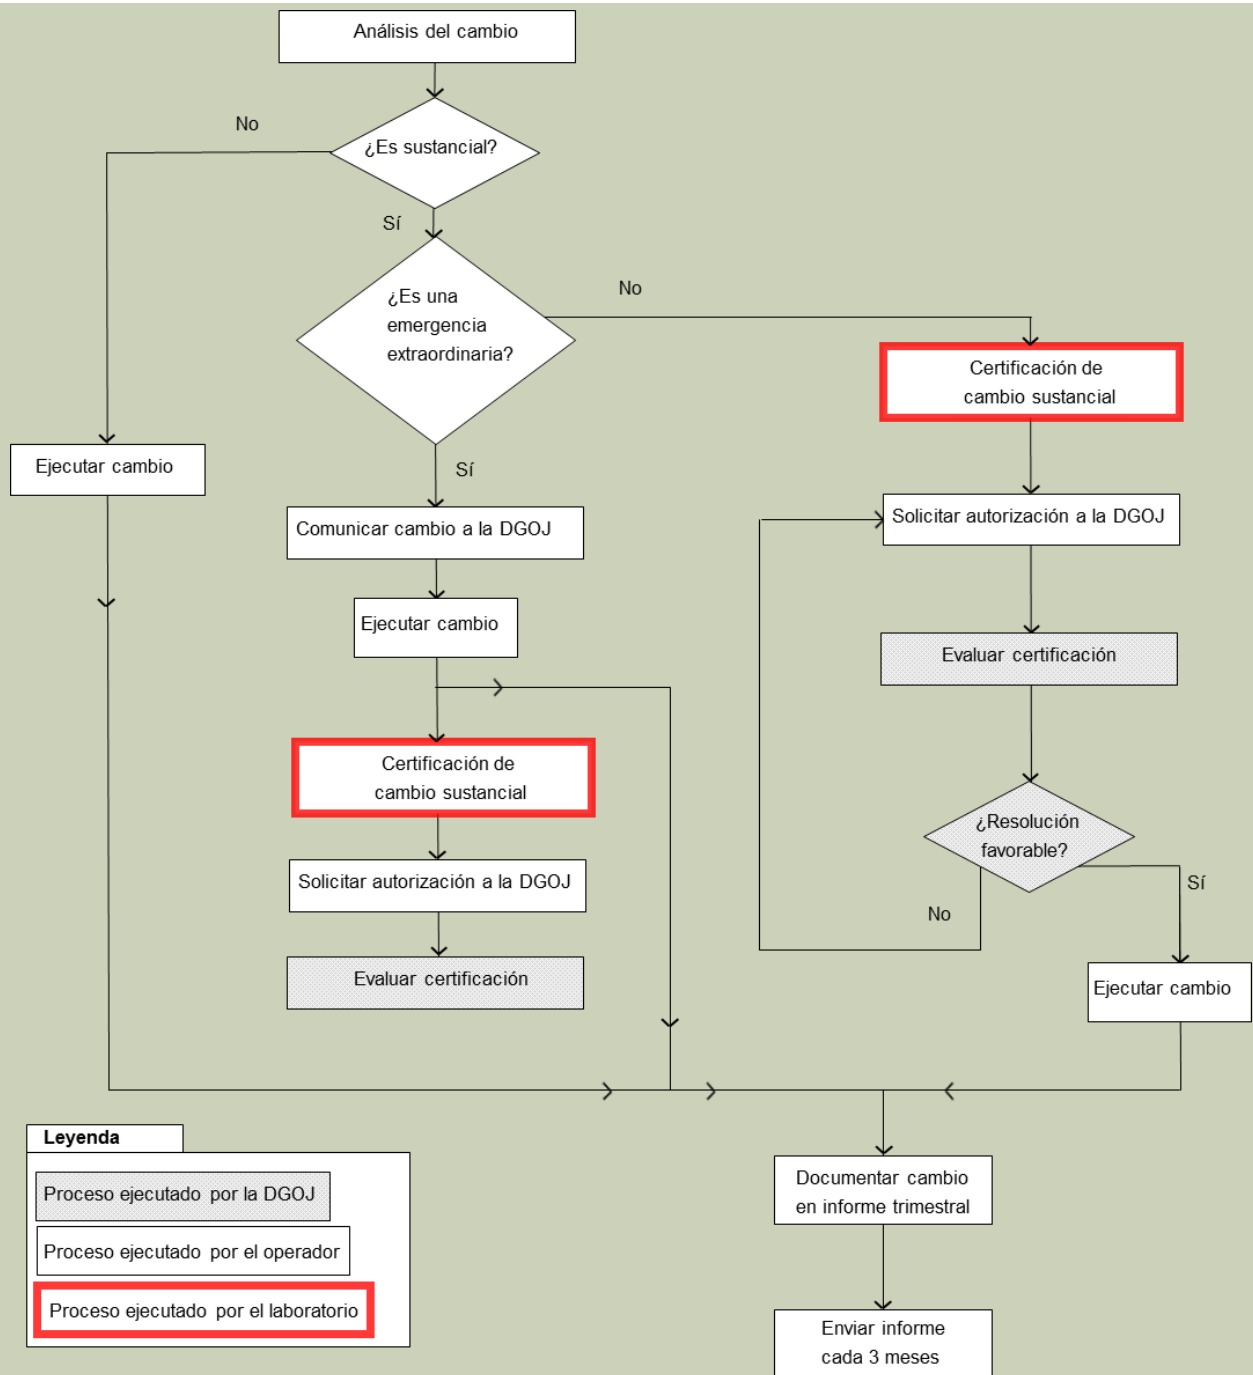 Análisis del cambio
No
¿Es sustancial?
Sí
¿Es una
emergencia
extraordinaria?
No
Certificación de
cambio sustancial
Ejecutar cambio
Sí
Comunicar cambio a la DGOJ
Solicitar autorización a la DGOJ
Ejecutar cambio
Evaluar certificación
Certificación de
cambio sustancial
¿Resolución
favorable?
Solicitar autorización a la DGOJ
Sí
No
Evaluar certificación
Ejecutar cambio
Leyenda
Proceso ejecutado por la DGOJ
Proceso ejecutado por el operador
Proceso ejecutado por el laboratorio
Documentar cambio
en informe trimestral
Enviar informe
cada 3 meses